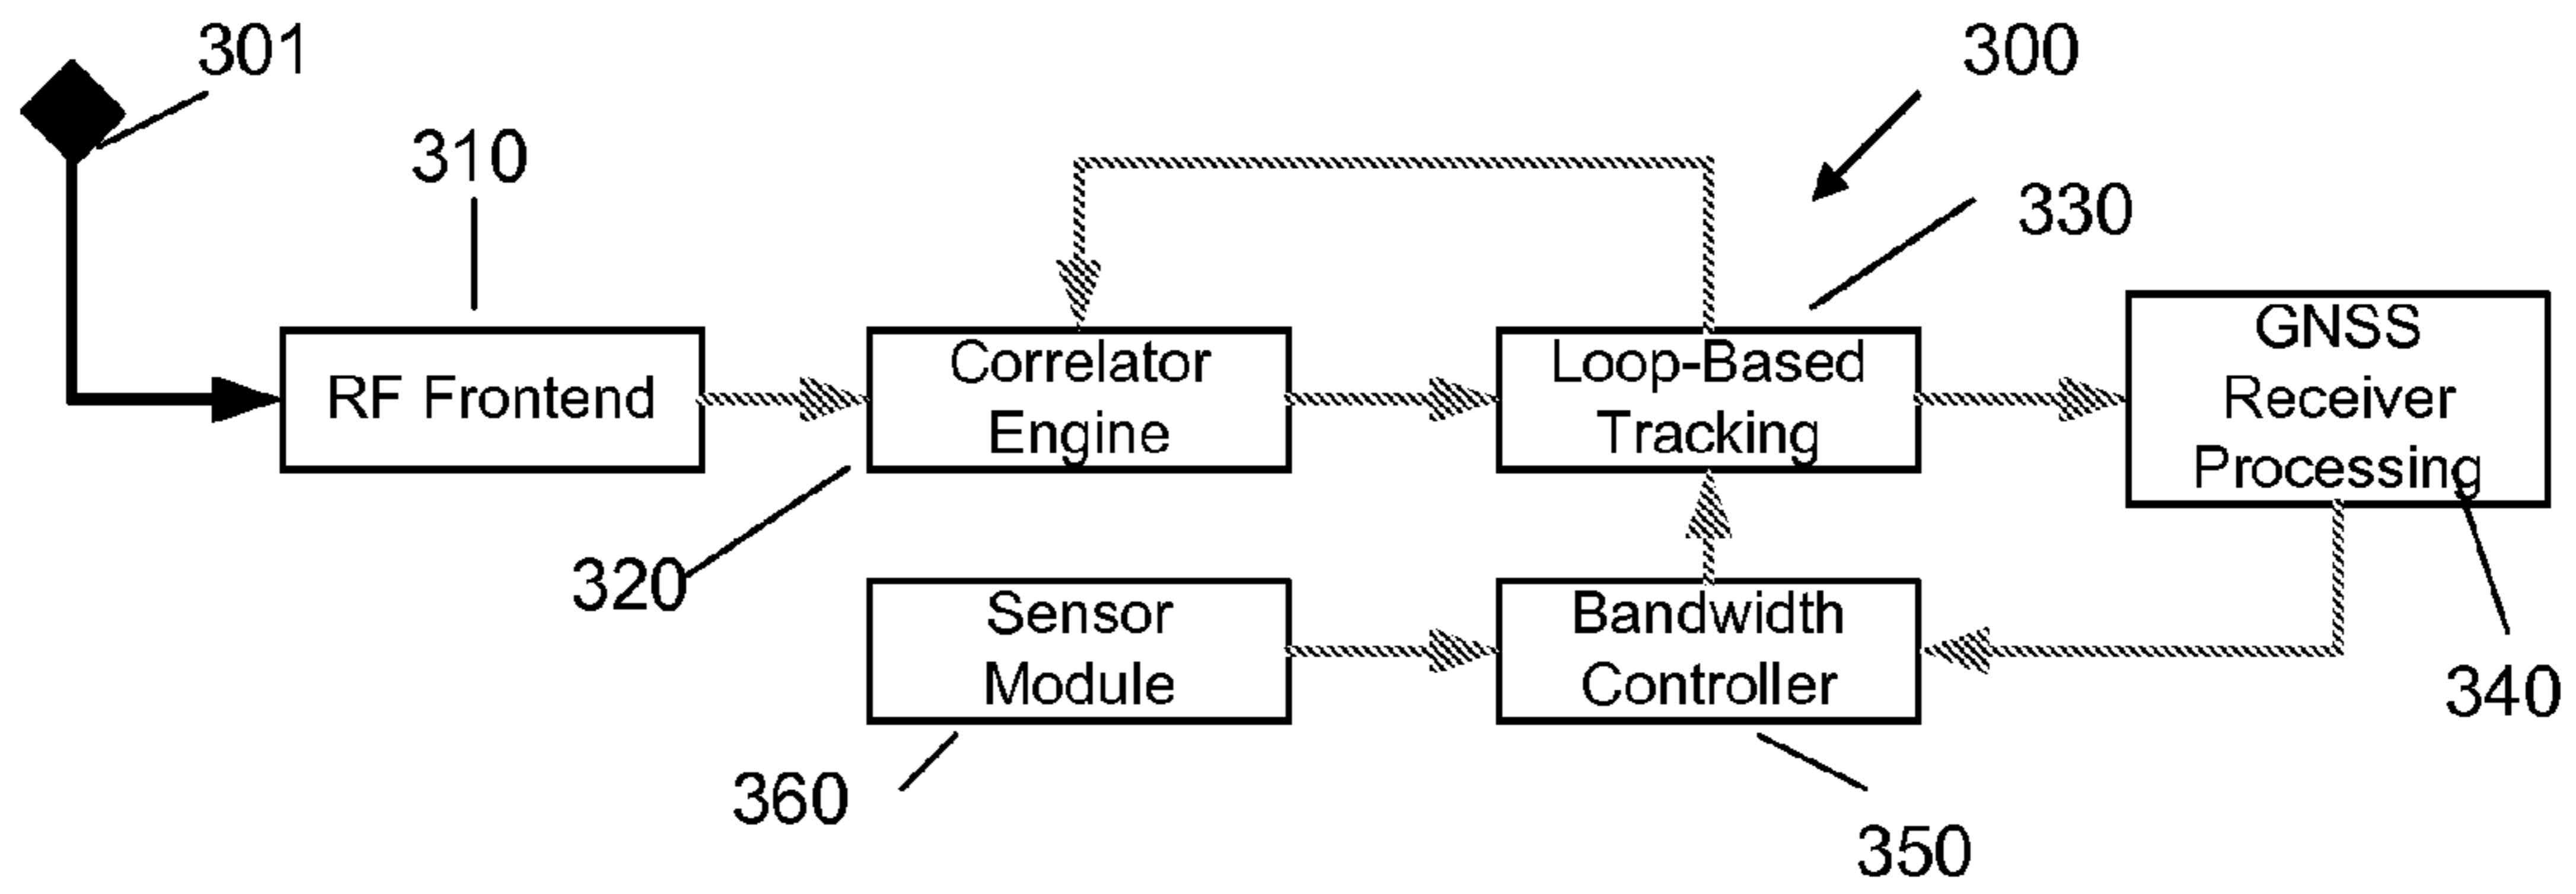 301
300
310
330
RF Frontend
Correlator
Engine
Loop-Based
Tracking
GNSS
Receiver
Processing
320
Sensor
Module
Bandwidth
Controller
340
360
350